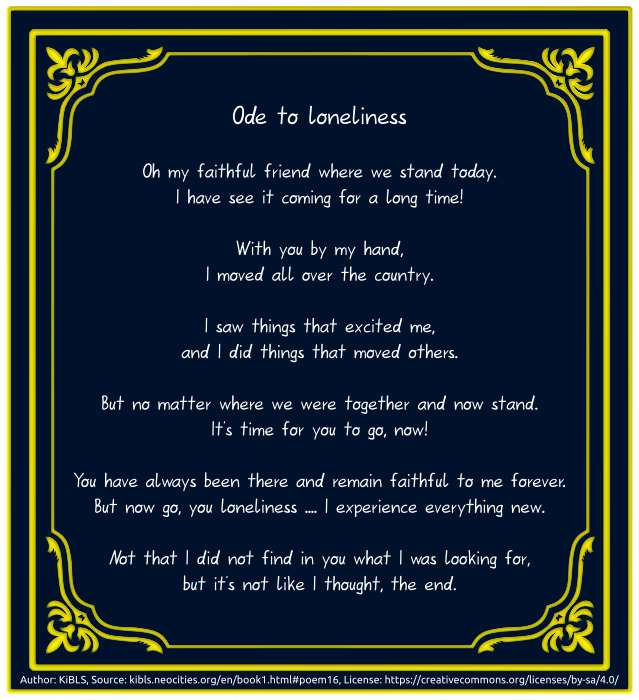 Ode to loneliness
Oh my faithful friend where we stand today.
I have see it coming for a long time!
With you by my hand,
I moved all over the country.
I saw things that excited me,
and I did things that moved others.
But no matter where we were together and now stand.
It's time for you to go, now!
You have always been there and remain faithful to me forever.
But now go, you loneliness .... I experience everything new.
Not that I did not find in you what I was looking for,
but it's not like I thought, the end.
Author: KiBLS, Source: kibls.neocities.org/en/book1.html#poem16, License: https://creativecommons.org/licenses/by-sa/4.0/